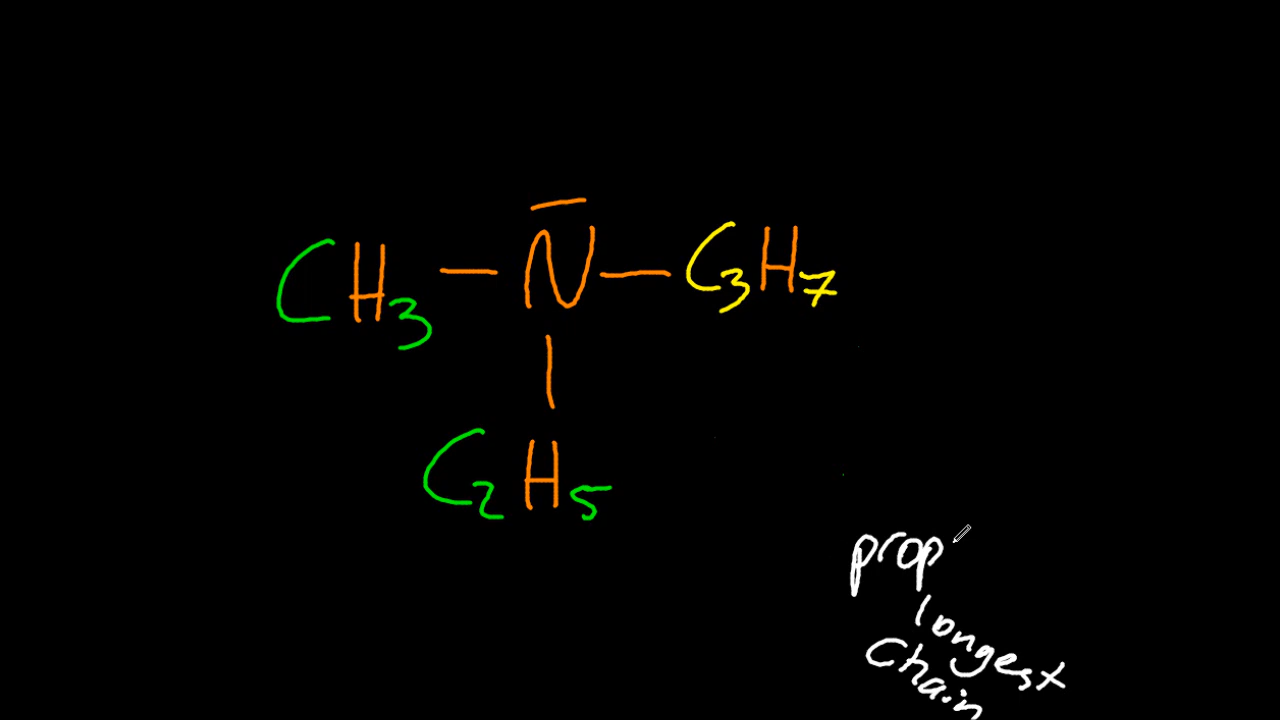 CH₃ — N̅ — C₃H₇
|
C₂H₅
prop
longest
chain